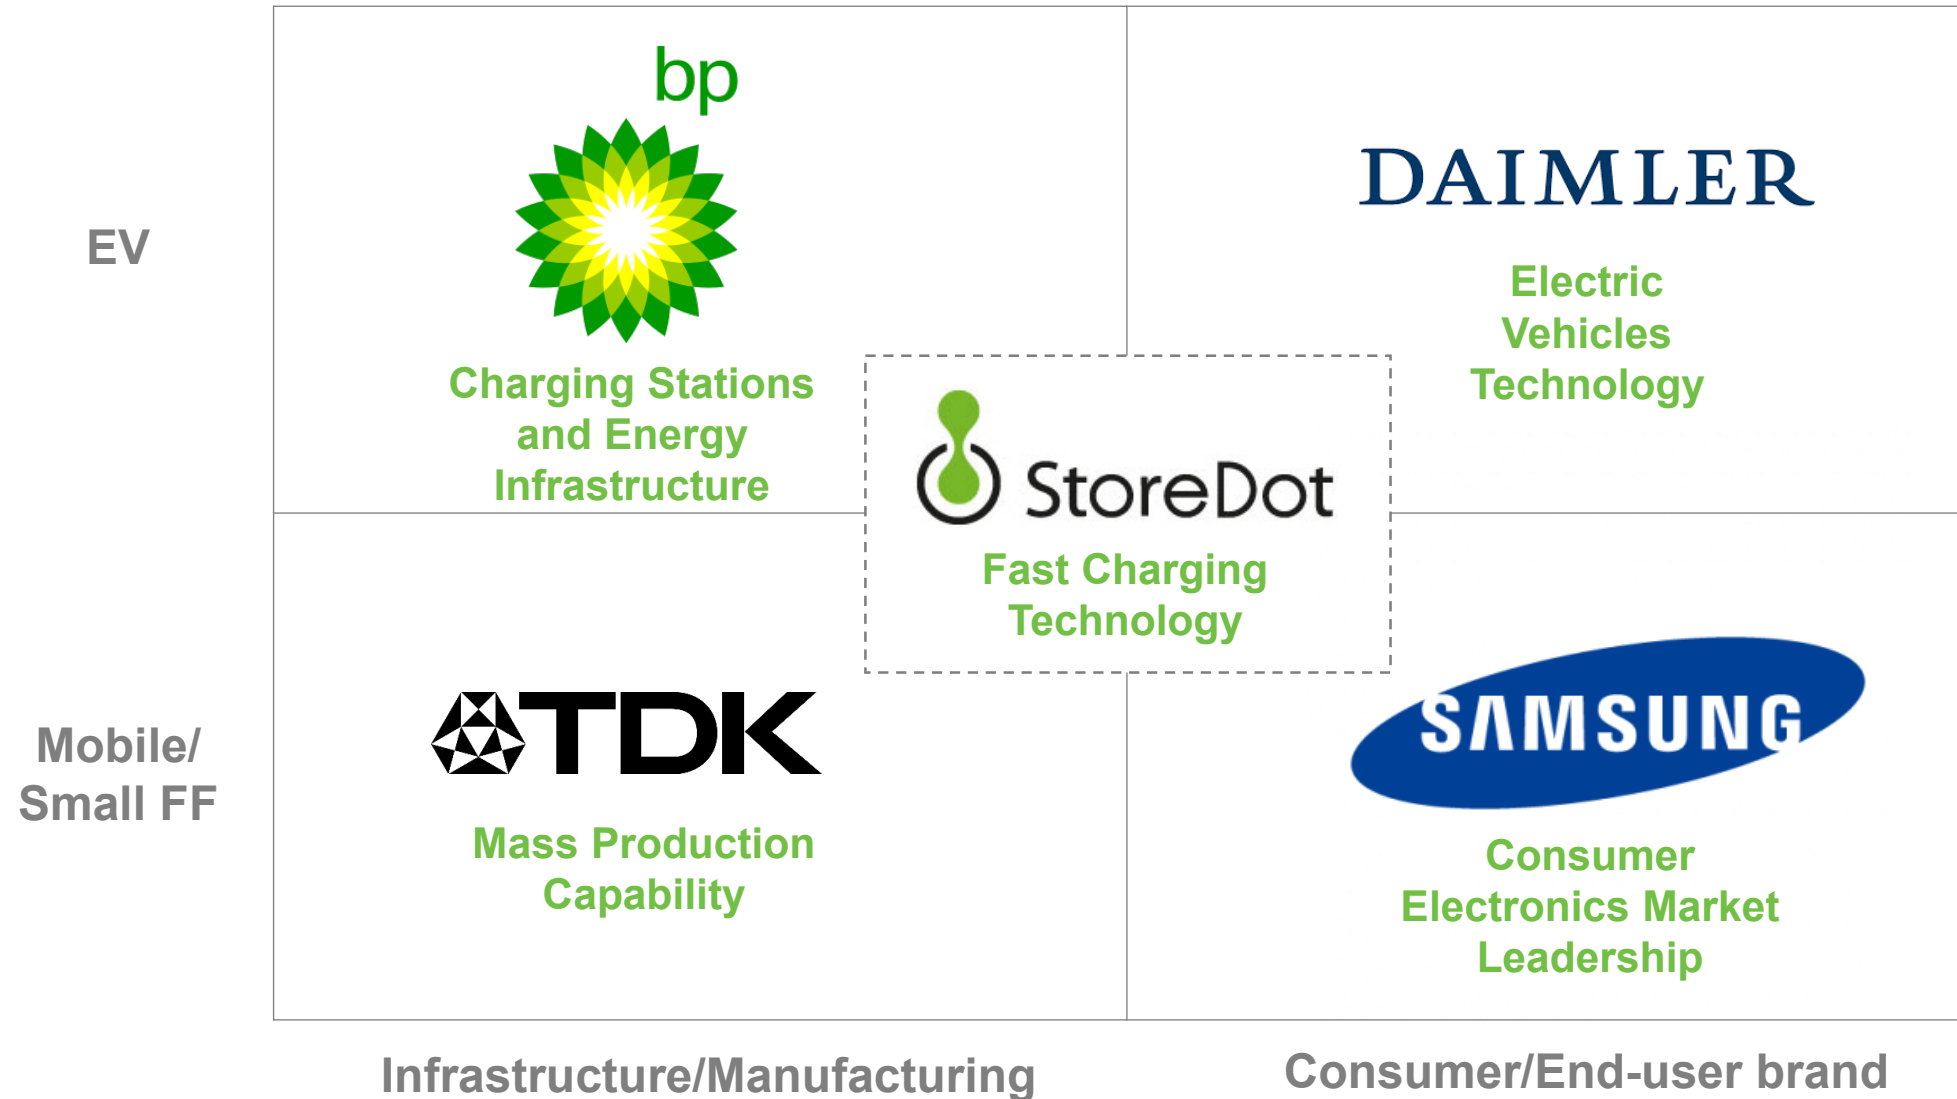 bp
DAIMLER
EV
Electric
Vehicles
Technology
Charging Stations
and Energy
Infrastructure
StoreDot
Fast Charging
Technology
TDK
SAMSUNG
Mobile/
Small FF
Mass Production
Capability
Consumer
Electronics Market
Leadership
Infrastructure/Manufacturing
Consumer/End-user brand